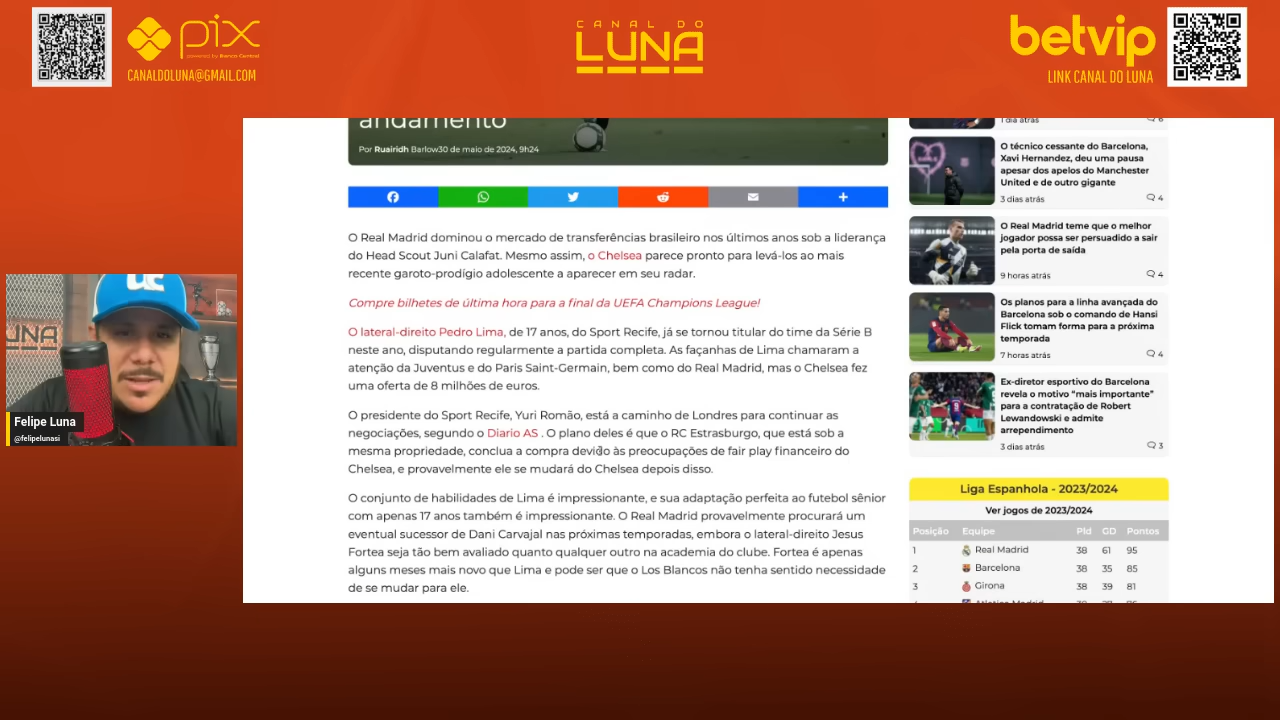 pix
powered by Banco Central
CANALDOLUNA@GMAIL.COM
CANAL DO
LUNA
betvip
LINK CANAL DO LUNA
andamento
Por Ruairidh Barlow30 de maio de 2024, 9h24
O Real Madrid dominou o mercado de transferências brasileiro nos últimos anos sob a liderança
do Head Scout Juni Calafat. Mesmo assim, o Chelsea parece pronto para levá-los ao mais
recente garoto-prodígio adolescente a aparecer em seu radar.
Compre bilhetes de última hora para a final da UEFA Champions League!
O lateral-direito Pedro Lima, de 17 anos, do Sport Recife, já se tornou titular do time da Série B
neste ano, disputando regularmente a partida completa. As façanhas de Lima chamaram a
atenção da Juventus e do Paris Saint-Germain, bem como do Real Madrid, mas o Chelsea fez
uma oferta de 8 milhões de euros.
O presidente do Sport Recife, Yuri Romão, está a caminho de Londres para continuar as
negociações, segundo o Diario AS . O plano deles é que o RC Estrasburgo, que está sob a
mesma propriedade, conclua a compra devido às preocupações de fair play financeiro do
Chelsea, e provavelmente ele se mudará do Chelsea depois disso.
O conjunto de habilidades de Lima é impressionante, e sua adaptação perfeita ao futebol sênior
com apenas 17 anos também é impressionante. O Real Madrid provavelmente procurará um
eventual sucessor de Dani Carvajal nas próximas temporadas, embora o lateral-direito Jesus
Fortea seja tão bem avaliado quanto qualquer outro na academia do clube. Fortea é apenas
alguns meses mais novo que Lima e pode ser que o Los Blancos não tenha sentido necessidade
de se mudar para ele.
1 dia atrás 6
O técnico cessante do Barcelona,
Xavi Hernandez, deu uma pausa
apesar dos apelos do Manchester
United e de outro gigante
3 dias atrás 4
O Real Madrid teme que o melhor
jogador possa ser persuadido a sair
pela porta de saída
9 horas atrás 4
Os planos para a linha avançada do
Barcelona sob o comando de Hansi
Flick tomam forma para a próxima
temporada
7 horas atrás 4
Ex-diretor esportivo do Barcelona
revela o motivo "mais importante"
para a contratação de Robert
Lewandowski e admite
arrependimento
3 dias atrás 3
Liga Espanhola - 2023/2024
Ver jogos de 2023/2024
Posição Equipe Pld GD Pontos
1 Real Madrid 38 61 95
2 Barcelona 38 35 85
3 Girona 38 39 81
UNA
Felipe Luna
@felipelunasi